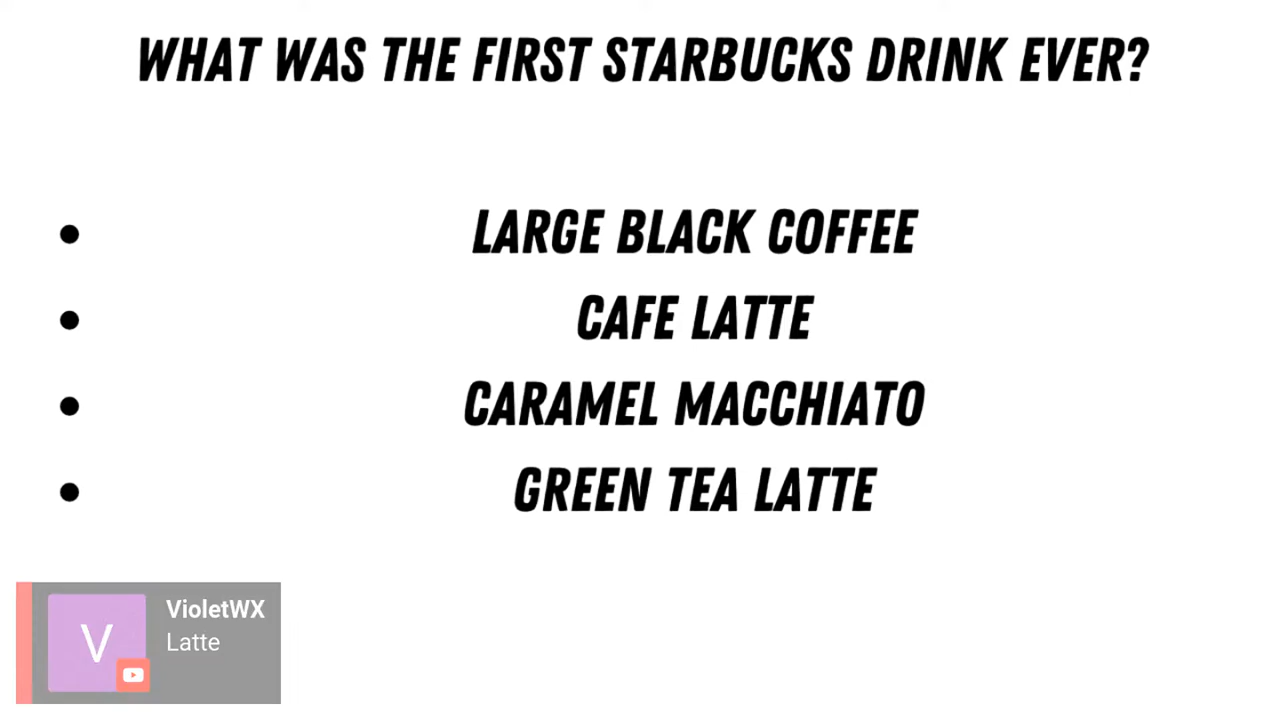 WHAT WAS THE FIRST STARBUCKS DRINK EVER?
• LARGE BLACK COFFEE
• CAFE LATTE
• CARAMEL MACCHIATO
• GREEN TEA LATTE
V
VioletWX
Latte